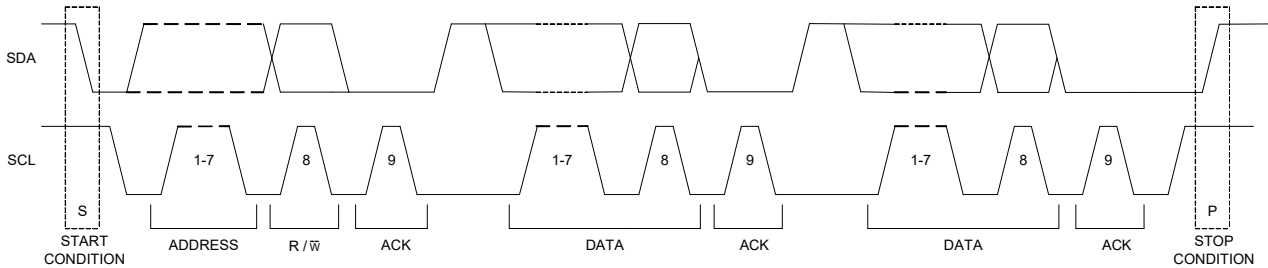 SDA
SCL
1-7 8 9 1-7 8 9 1-7 8 9
S P
START CONDITION ADDRESS R / W̅ ACK DATA ACK DATA ACK STOP CONDITION